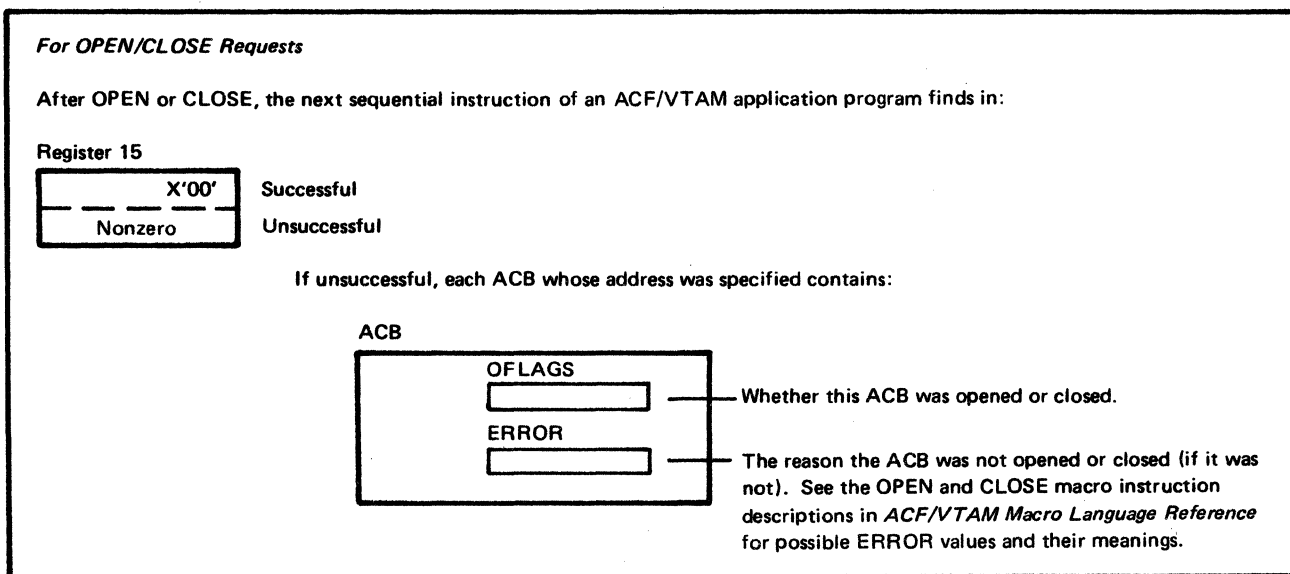 For OPEN/CLOSE Requests
After OPEN or CLOSE, the next sequential instruction of an ACF/VTAM application program finds in:
Register 15
X'00' Successful
Nonzero Unsuccessful
If unsuccessful, each ACB whose address was specified contains:
ACB
OFLAGS
Whether this ACB was opened or closed.
ERROR
The reason the ACB was not opened or closed (if it was
not). See the OPEN and CLOSE macro instruction
descriptions in ACF/VTAM Macro Language Reference
for possible ERROR values and their meanings.